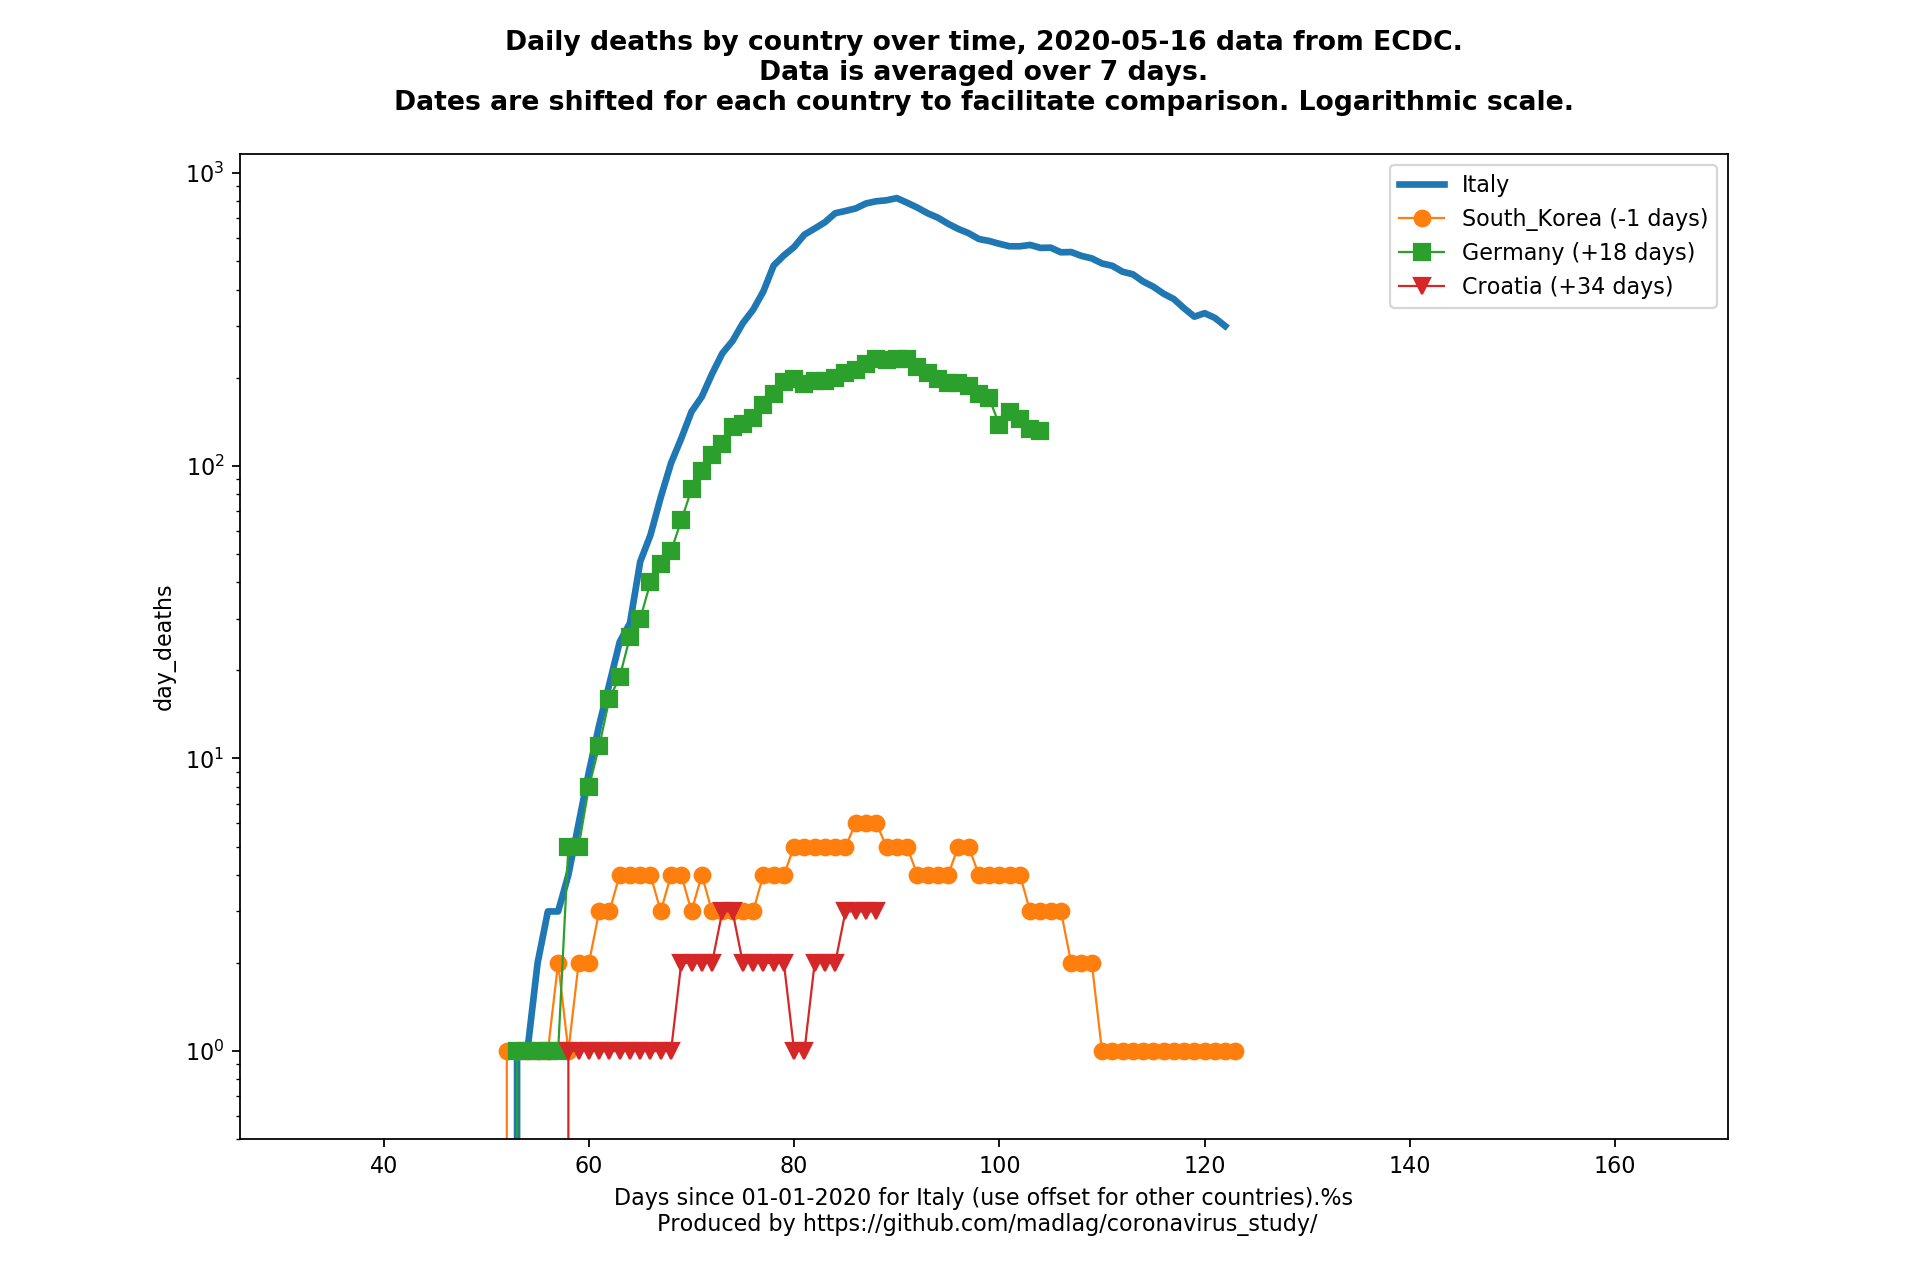 Daily deaths by country over time, 2020-05-16 data from ECDC.
Data is averaged over 7 days.
Dates are shifted for each country to facilitate comparison. Logarithmic scale.
Italy
South_Korea (-1 days)
Germany (+18 days)
Croatia (+34 days)
10³
10²
10¹
10⁰
day_deaths
40 60 80 100 120 140 160
Days since 01-01-2020 for Italy (use offset for other countries).%s
Produced by https://github.com/madlag/coronavirus_study/